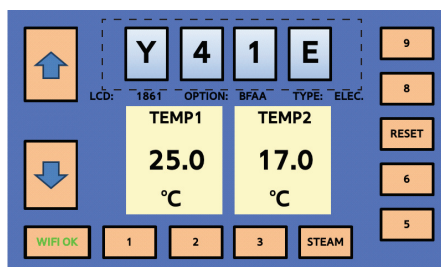 Y 4 1 E
9
8
LCD: 1861 OPTION: BFAA TYPE: ELEC.
TEMP1 TEMP2
RESET
25.0 17.0
°C °C
6
5
WIFI OK 1 2 3 STEAM